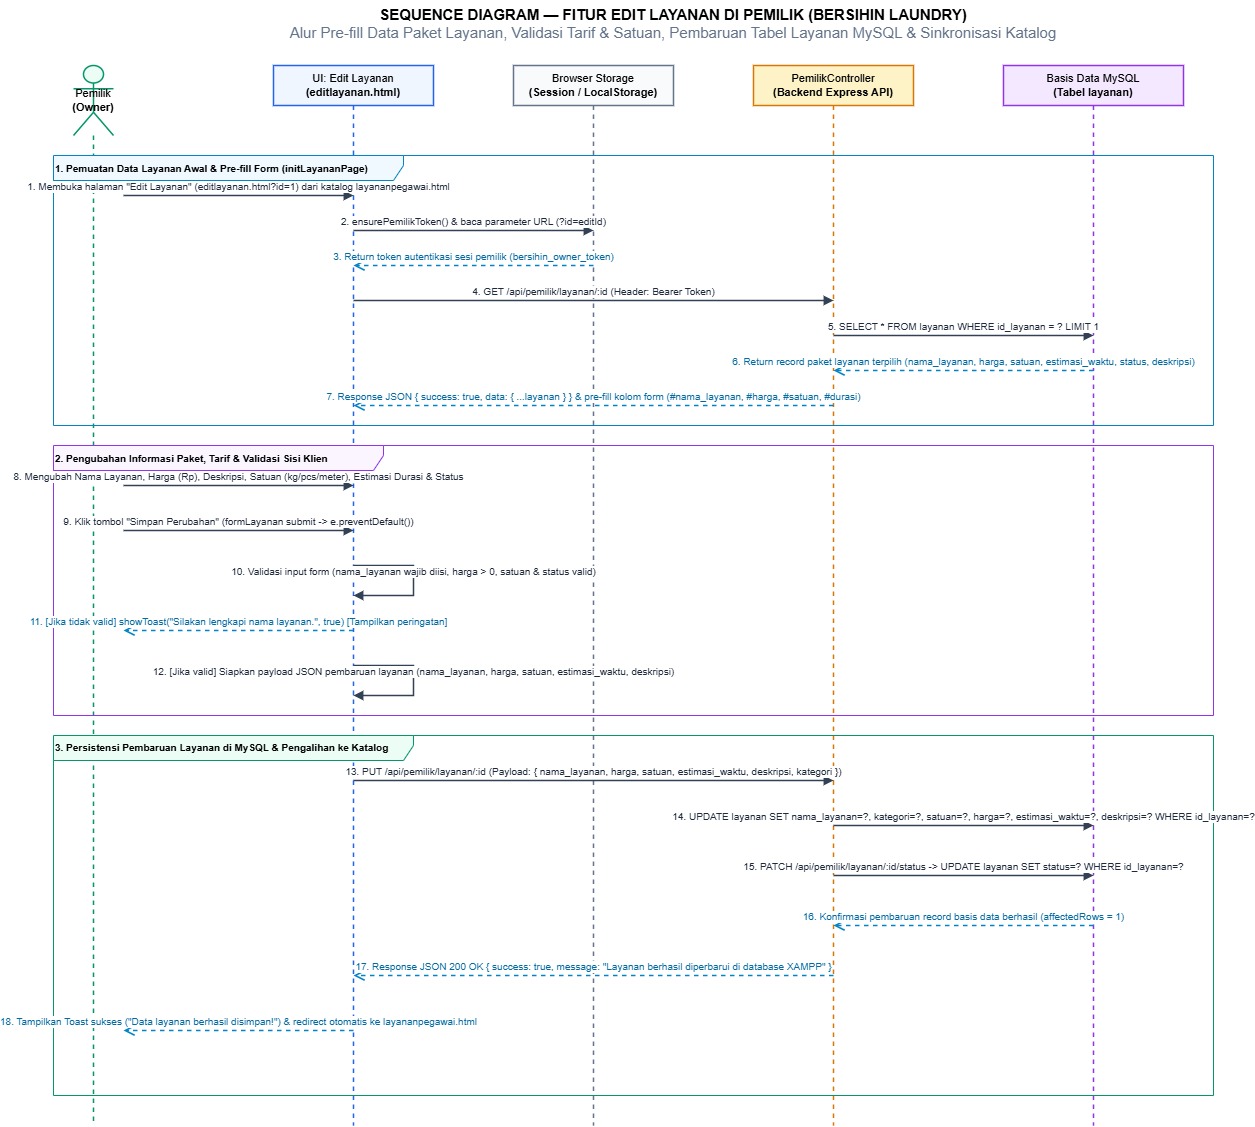 SEQUENCE DIAGRAM — FITUR EDIT LAYANAN DI PEMILIK (BERSIHIN LAUNDRY)
Alur Pre-fill Data Paket Layanan, Validasi Tarif & Satuan, Pembaruan Tabel Layanan MySQL & Sinkronisasi Katalog
Pemilik
(Owner)
UI: Edit Layanan
(editlayanan.html)
Browser Storage
(Session / LocalStorage)
PemilikController
(Backend Express API)
Basis Data MySQL
(Tabel layanan)
1. Pemuatan Data Layanan Awal & Pre-fill Form (initLayananPage)
1. Membuka halaman "Edit Layanan" (editlayanan.html?id=1) dari katalog layananpegawai.html
2. ensurePemilikToken() & baca parameter URL (?id=editId)
3. Return token autentikasi sesi pemilik (bersihin_owner_token)
4. GET /api/pemilik/layanan/:id (Header: Bearer Token)
5. SELECT * FROM layanan WHERE id_layanan = ? LIMIT 1
6. Return record paket layanan terpilih (nama_layanan, harga, satuan, estimasi_waktu, status, deskripsi)
7. Response JSON { success: true, data: { ...layanan } } & pre-fill kolom form (#nama_layanan, #harga, #satuan, #durasi)
2. Pengubahan Informasi Paket, Tarif & Validasi Sisi Klien
8. Mengubah Nama Layanan, Harga (Rp), Deskripsi, Satuan (kg/pcs/meter), Estimasi Durasi & Status
9. Klik tombol "Simpan Perubahan" (formLayanan submit -> e.preventDefault())
10. Validasi input form (nama_layanan wajib diisi, harga > 0, satuan & status valid)
11. [Jika tidak valid] showToast("Silakan lengkapi nama layanan.", true) [Tampilkan peringatan]
12. [Jika valid] Siapkan payload JSON pembaruan layanan (nama_layanan, harga, satuan, estimasi_waktu, deskripsi)
3. Persistensi Pembaruan Layanan di MySQL & Pengalihan ke Katalog
13. PUT /api/pemilik/layanan/:id (Payload: { nama_layanan, harga, satuan, estimasi_waktu, deskripsi, kategori })
14. UPDATE layanan SET nama_layanan=?, kategori=?, satuan=?, harga=?, estimasi_waktu=?, deskripsi=? WHERE id_layanan=?
15. PATCH /api/pemilik/layanan/:id/status -> UPDATE layanan SET status=? WHERE id_layanan=?
16. Konfirmasi pembaruan record basis data berhasil (affectedRows = 1)
17. Response JSON 200 OK { success: true, message: "Layanan berhasil diperbarui di database XAMPP" }
18. Tampilkan Toast sukses ("Data layanan berhasil disimpan!") & redirect otomatis ke layananpegawai.html